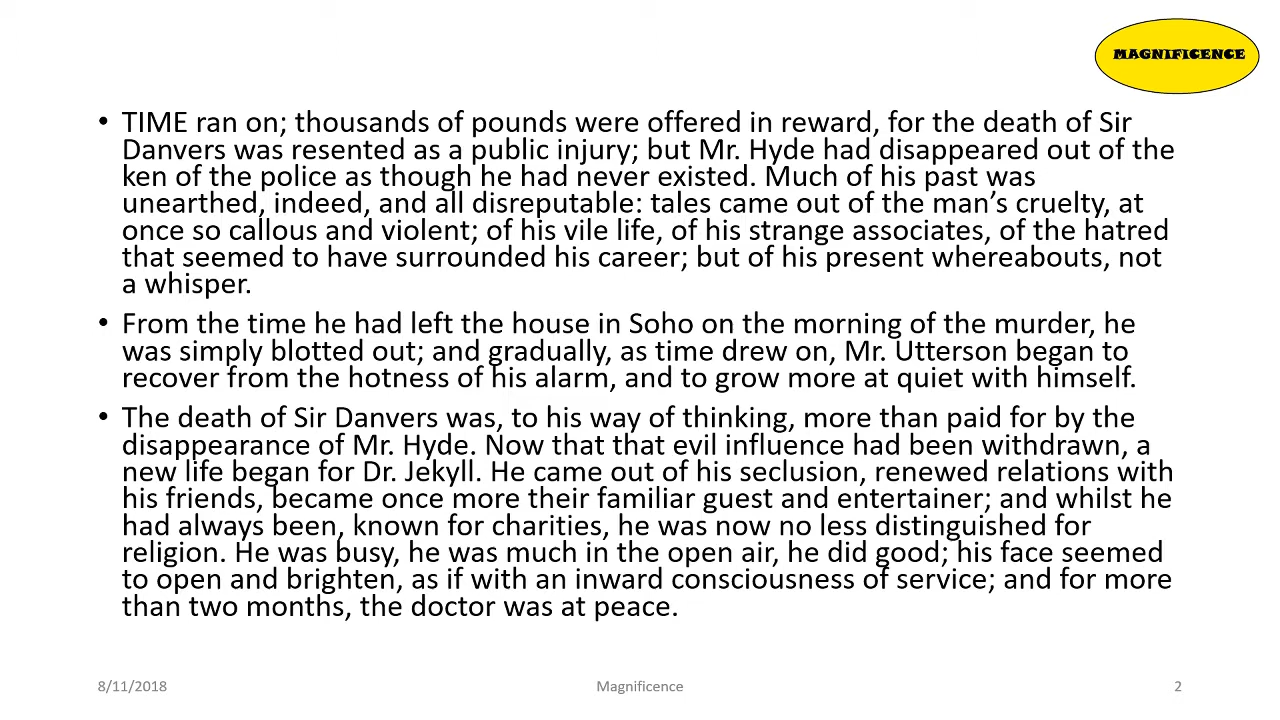 MAGNIFICENCE
• TIME ran on; thousands of pounds were offered in reward, for the death of Sir
Danvers was resented as a public injury; but Mr. Hyde had disappeared out of the
ken of the police as though he had never existed. Much of his past was
unearthed, indeed, and all disreputable: tales came out of the man’s cruelty, at
once so callous and violent; of his vile life, of his strange associates, of the hatred
that seemed to have surrounded his career; but of his present whereabouts, not
a whisper.
• From the time he had left the house in Soho on the morning of the murder, he
was simply blotted out; and gradually, as time drew on, Mr. Utterson began to
recover from the hotness of his alarm, and to grow more at quiet with himself.
• The death of Sir Danvers was, to his way of thinking, more than paid for by the
disappearance of Mr. Hyde. Now that that evil influence had been withdrawn, a
new life began for Dr. Jekyll. He came out of his seclusion, renewed relations with
his friends, became once more their familiar guest and entertainer; and whilst he
had always been, known for charities, he was now no less distinguished for
religion. He was busy, he was much in the open air, he did good; his face seemed
to open and brighten, as if with an inward consciousness of service; and for more
than two months, the doctor was at peace.
8/11/2018
Magnificence
2